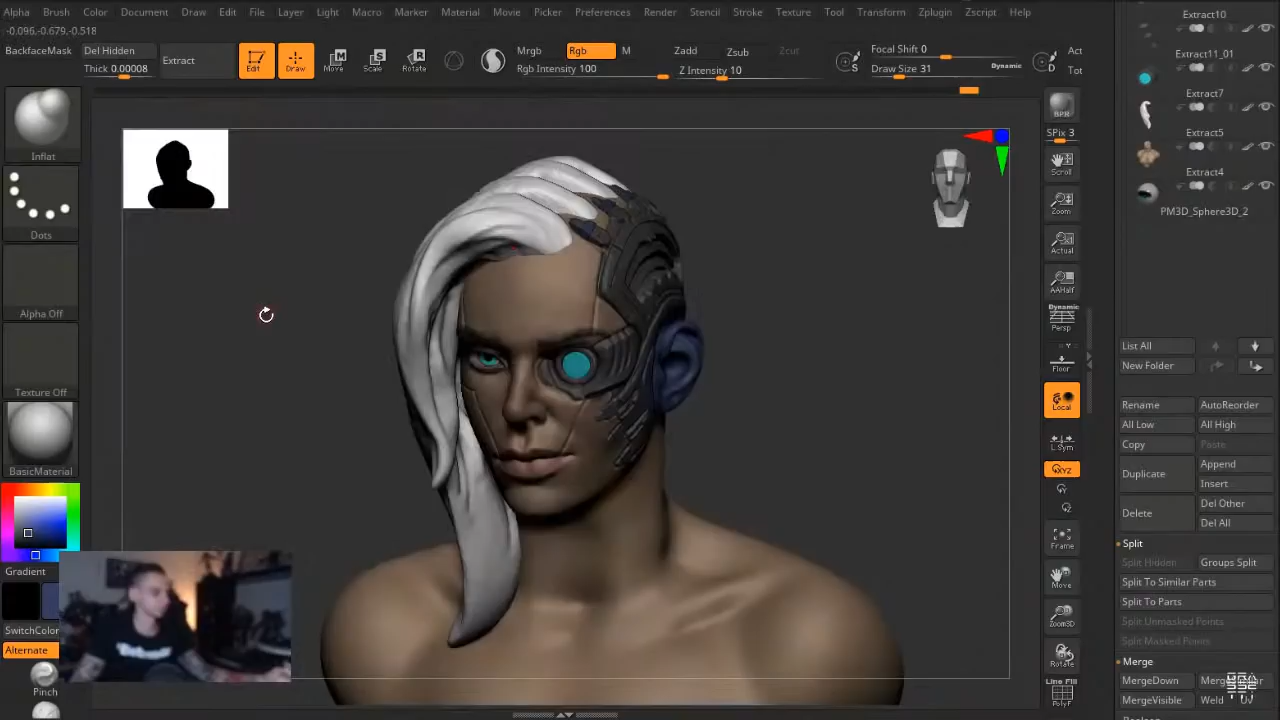 Alpha Brush Color Document Draw Edit File Layer Light Macro Marker Material Movie Picker Preferences Render Stencil Stroke Texture Tool Transform Zplugin Zscript Help
-0.096,-0.679,-0.518
BackfaceMask
Del Hidden
Thick 0.00008
Extract
Edit
Draw
Move
Scale
Rotate
Mrgb Rgb M
Rgb Intensity 100
Zadd Zsub Zcut
Z Intensity 10
S
Focal Shift 0
Draw Size 31
Dynamic
D
Act
Tot
Inflat
Dots
Alpha Off
Texture Off
BasicMaterial
Gradient
SwitchColor
Alternate
Pinch
BPR
SPix 3
Scroll
Zoom
Actual
AAHalf
Dynamic
Persp
Floor
Local
L.Sym
XYZ
Frame
Move
Zoom3D
Rotate
Line Fill
PolyF
Extract10
Extract11_01
Extract7
Extract5
Extract4
PM3D_Sphere3D_2
List All
New Folder
Rename AutoReorder
All Low All High
Copy Paste
Duplicate Append
Insert
Delete Del Other
Del All
Split
Split Hidden Groups Split
Split To Similar Parts
Split To Parts
Split Unmasked Points
Split Masked Points
Merge
MergeDown
MergeVisible Weld Uv